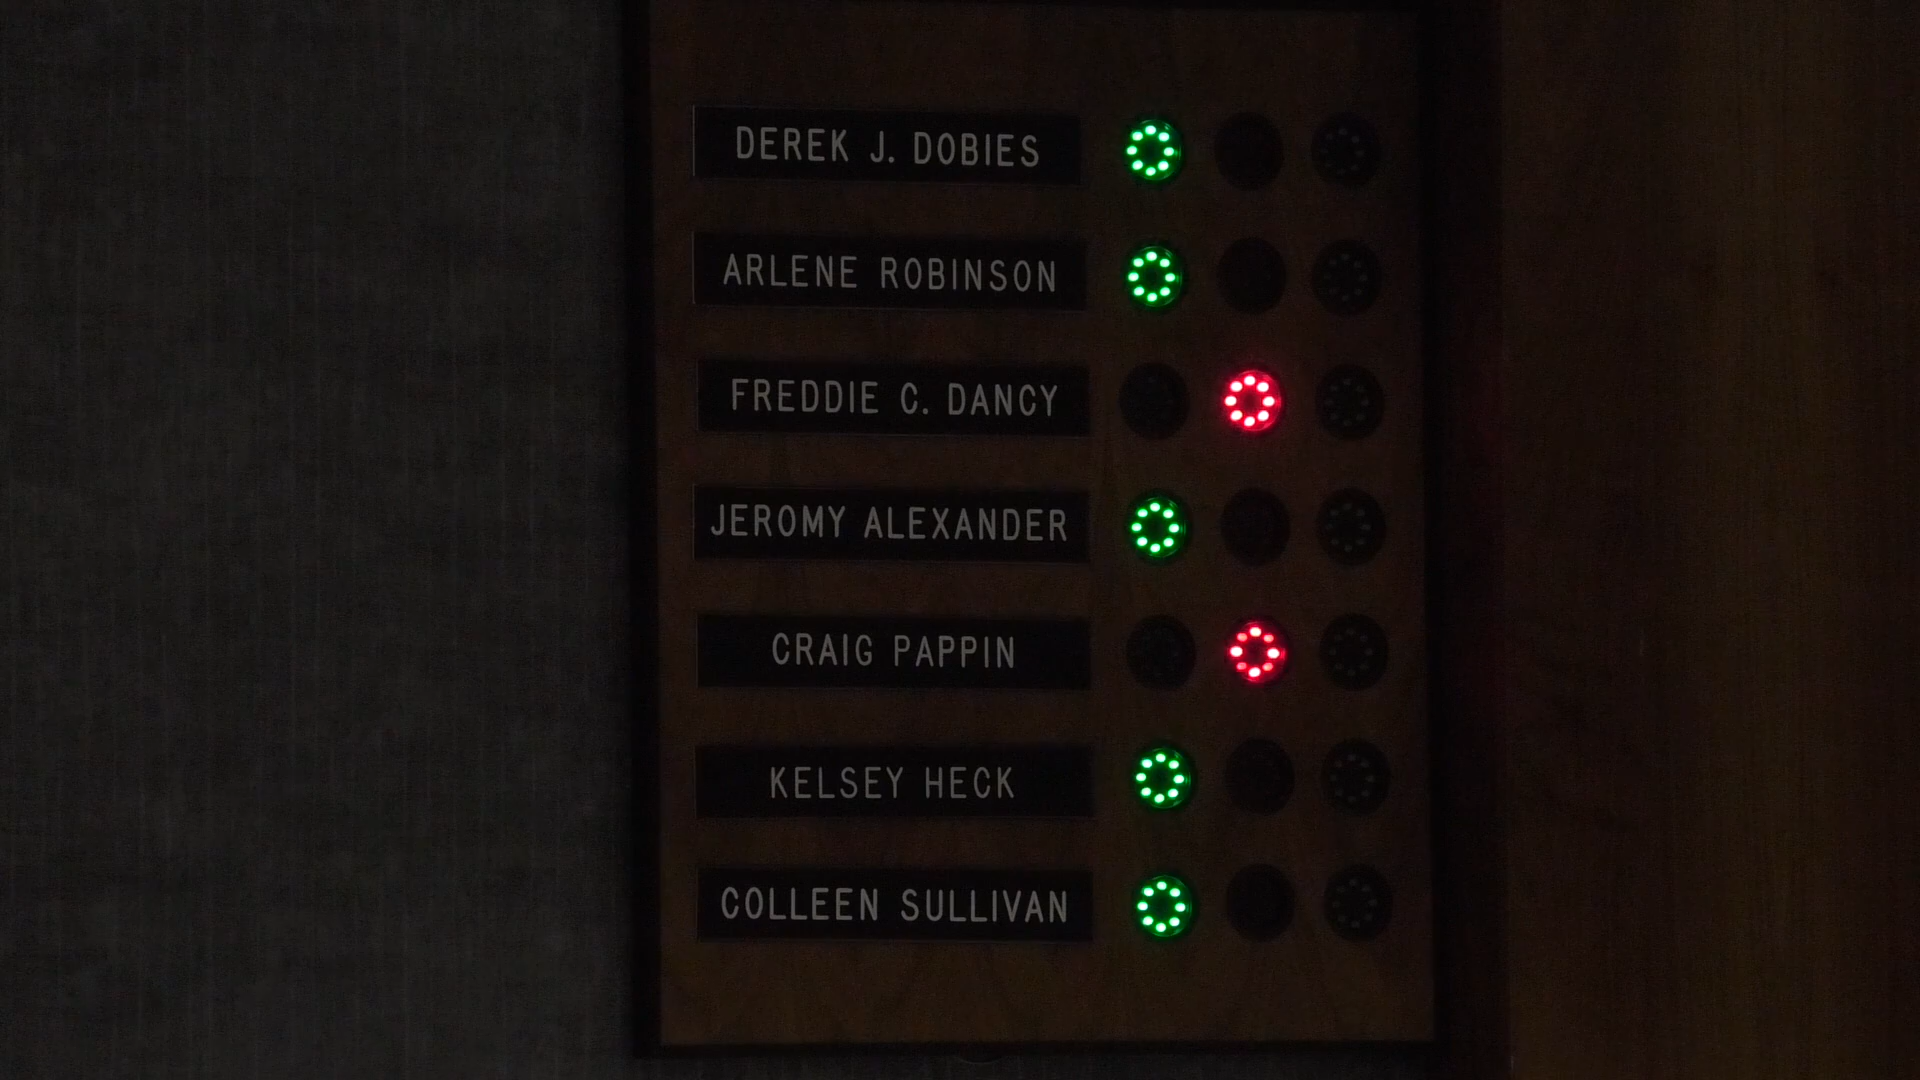 DEREK J. DOBIES
ARLENE ROBINSON
FREDDIE C. DANCY
JEROMY ALEXANDER
CRAIG PAPPIN
KELSEY HECK
COLLEEN SULLIVAN